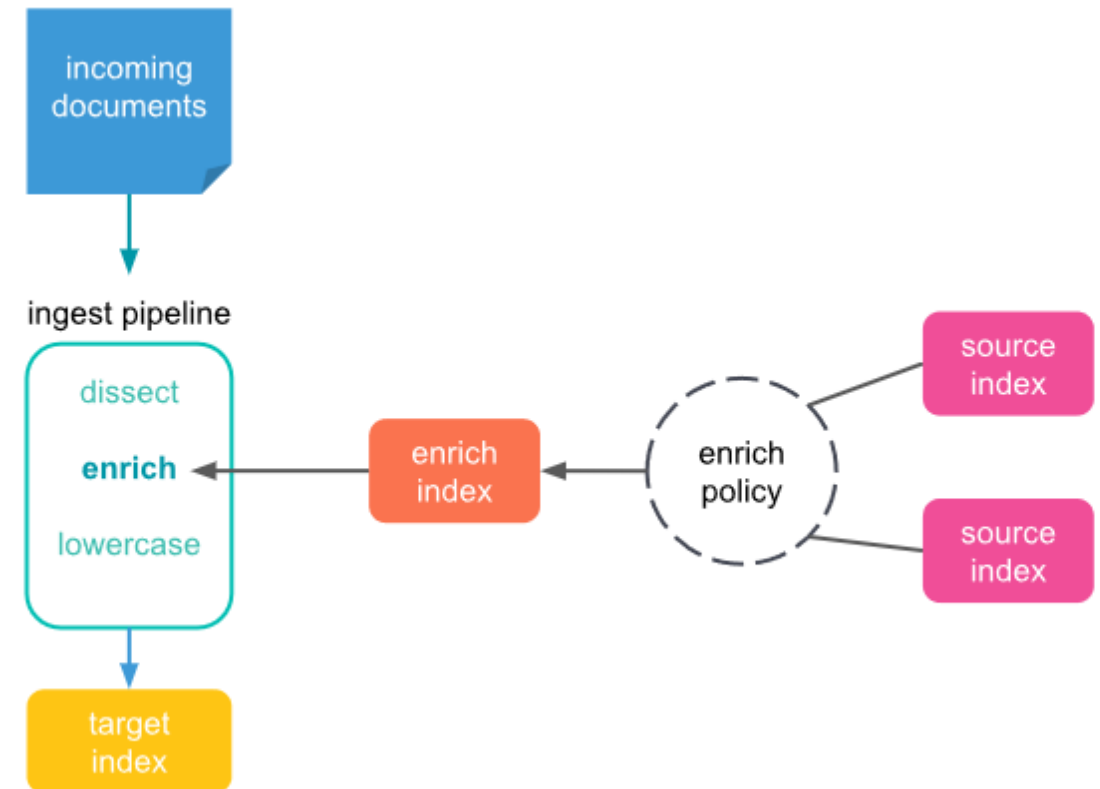 incoming
documents
ingest pipeline
dissect
enrich
lowercase
enrich
index
enrich
policy
source
index
source
index
target
index